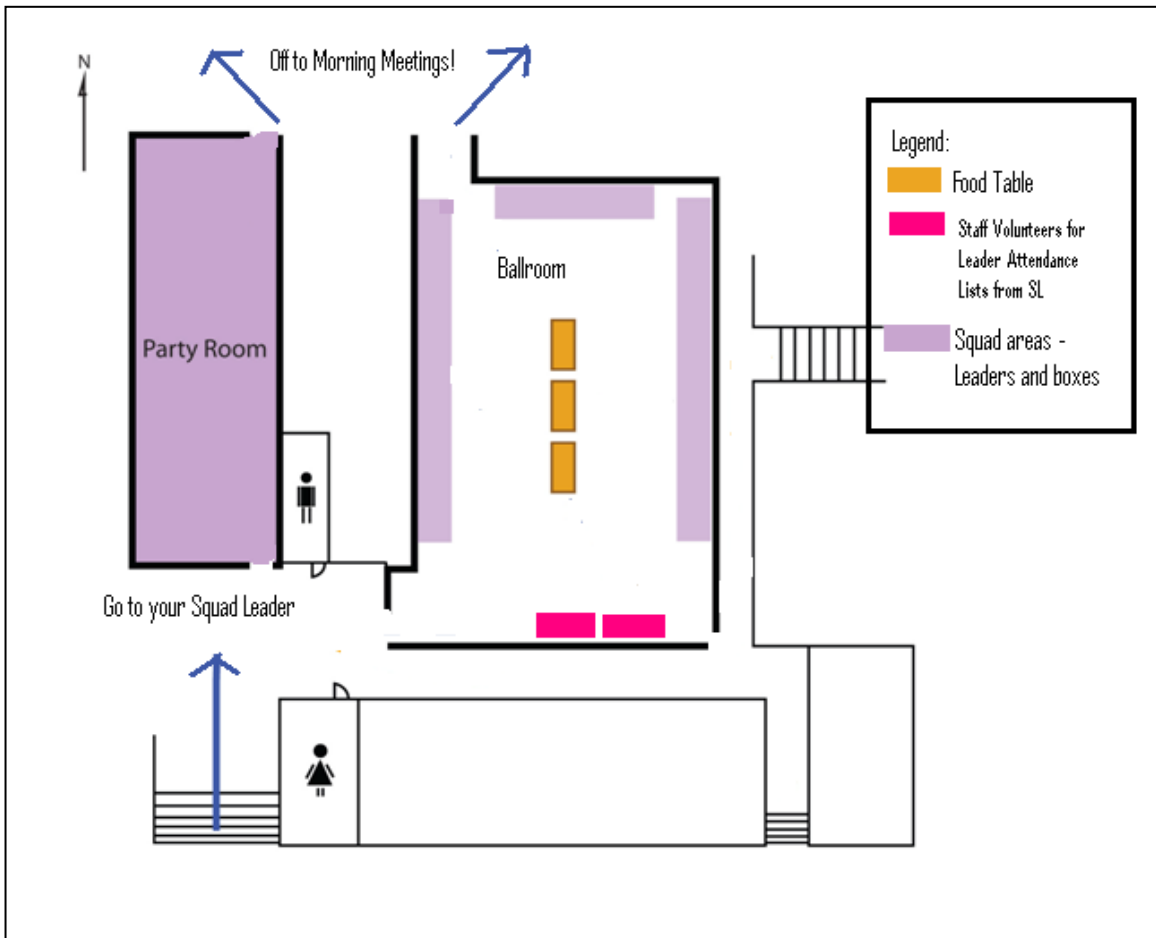 N
Off to Morning Meetings!
Legend:
Food Table
Staff Volunteers for
Leader Attendance
Lists from SL
Squad areas -
Leaders and boxes
Ballroom
Party Room
Go to your Squad Leader